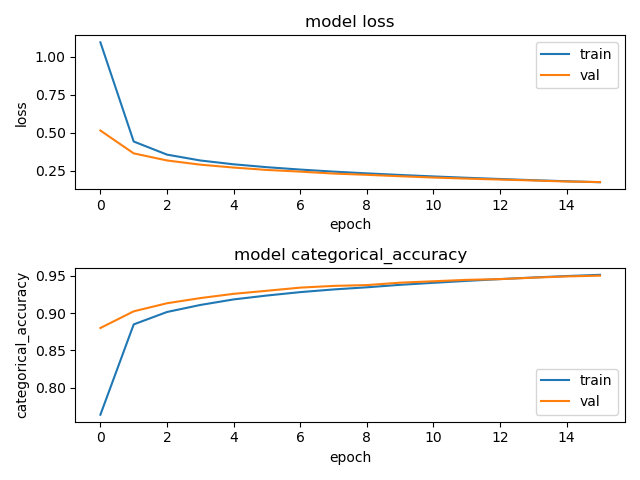 model loss
1.00
0.75
0.50
0.25
loss
train
val
0 2 4 6 8 10 12 14
epoch
model categorical_accuracy
0.95
0.90
0.85
0.80
categorical_accuracy
train
val
0 2 4 6 8 10 12 14
epoch